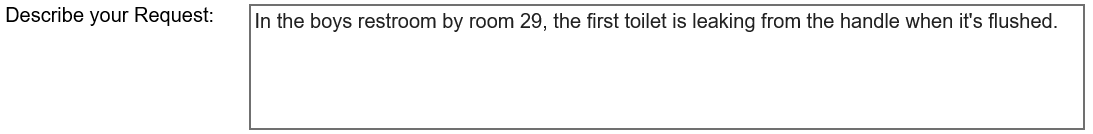 Describe your Request:
In the boys restroom by room 29, the first toilet is leaking from the handle when it's flushed.